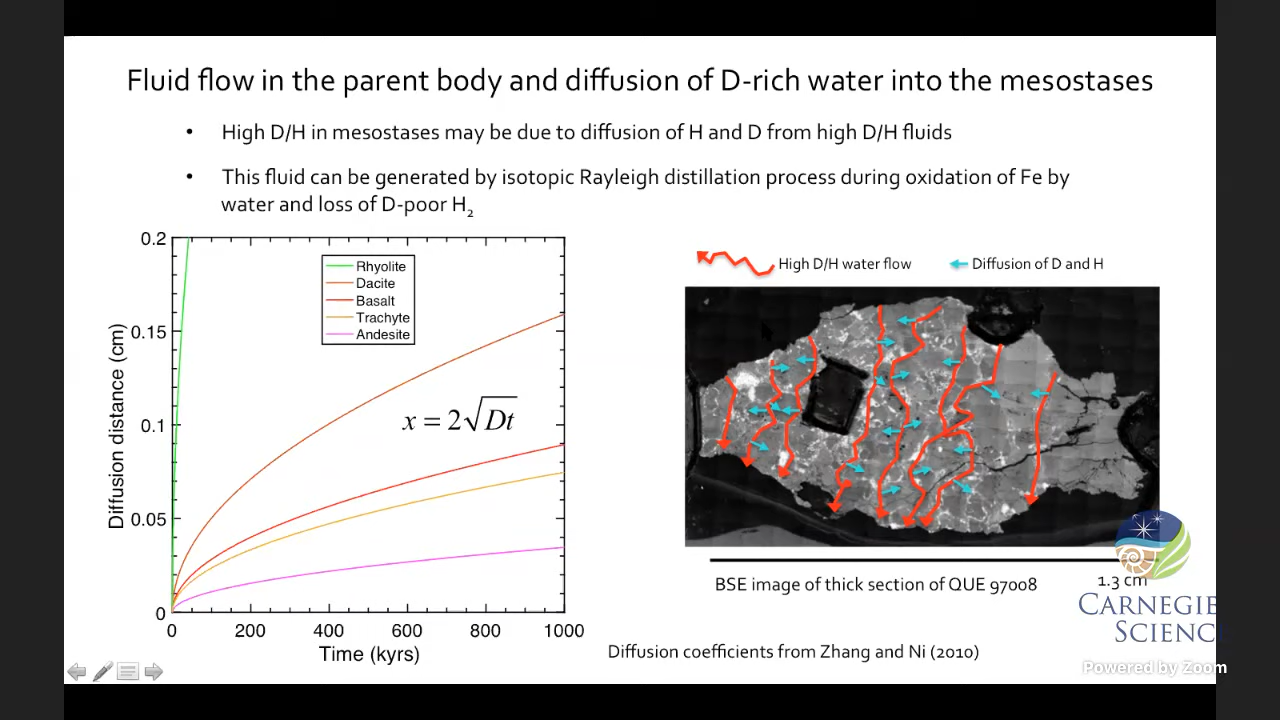 Fluid flow in the parent body and diffusion of D-rich water into the mesostases
• High D/H in mesostases may be due to diffusion of H and D from high D/H fluids
• This fluid can be generated by isotopic Rayleigh distillation process during oxidation of Fe by
water and loss of D-poor H₂
0.2
0.15
0.1
0.05
0
Diffusion distance (cm)
Rhyolite
Dacite
Basalt
Trachyte
Andesite
x = 2√Dt
0 200 400 600 800 1000
Time (kyrs)
High D/H water flow
Diffusion of D and H
BSE image of thick section of QUE 97008
1.3 cm
Diffusion coefficients from Zhang and Ni (2010)
CARNEGIE
SCIENC
Powered by Zoom